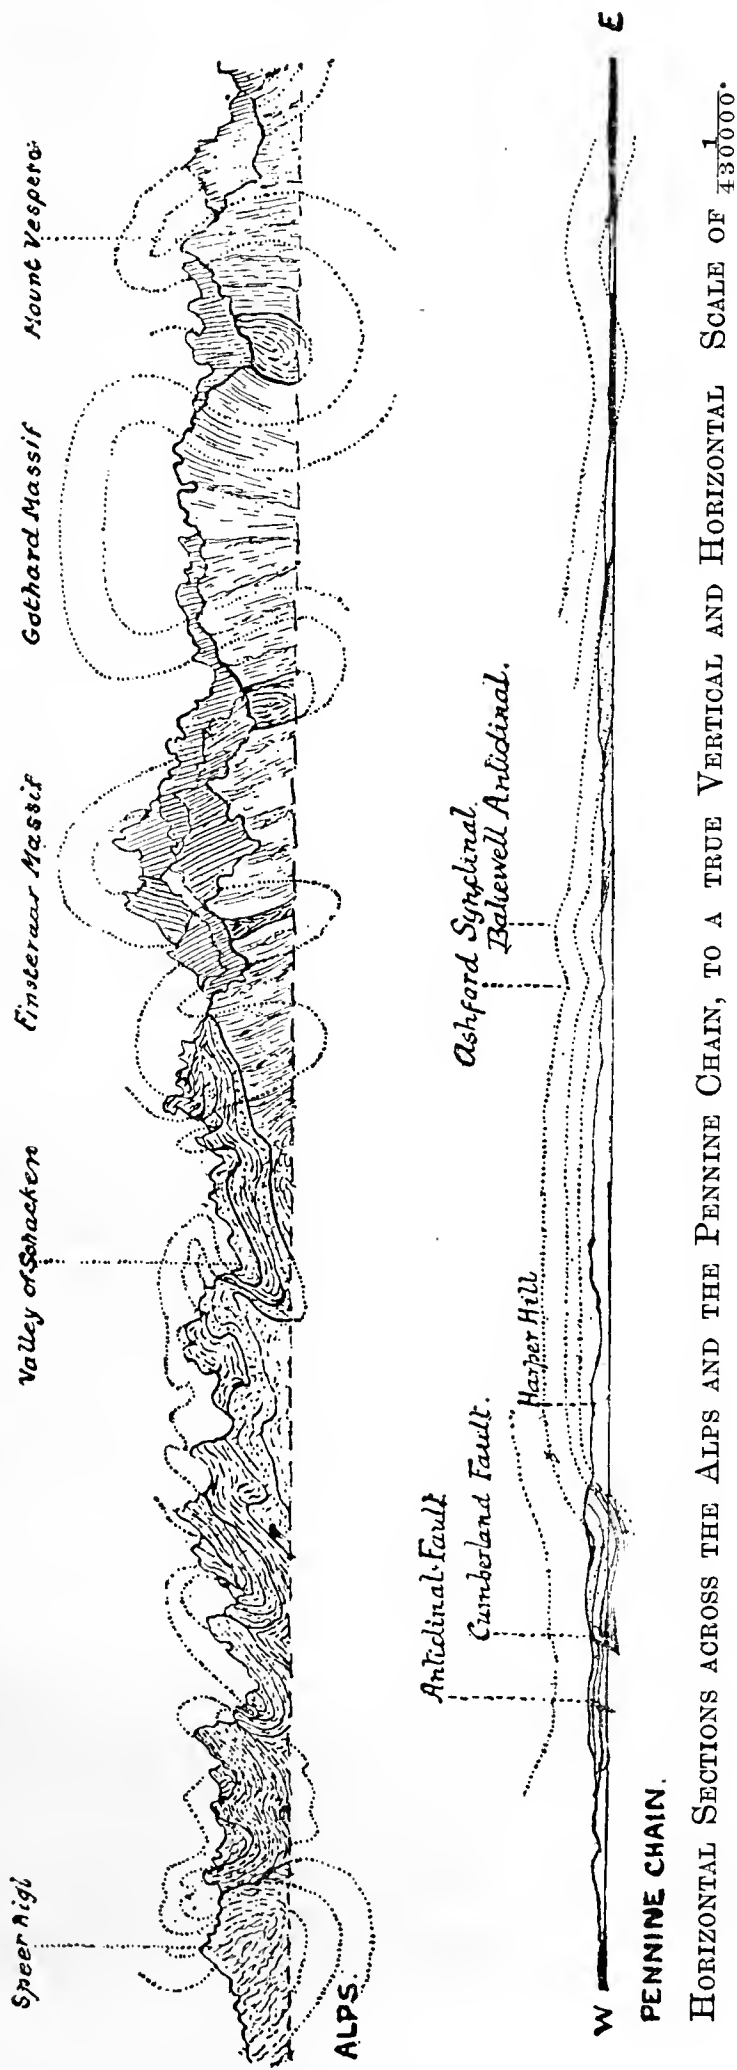 Speer Rigi
Valley of Schachen
Finsteraar Massif
Gothard Massif
Mount Vespero
ALPS.
Anticlinal Fault
Cumberland Fault.
Harper Hill
Ashford Synclinal.
Bakewell Anticlinal.
W
E
PENNINE CHAIN.
HORIZONTAL SECTIONS ACROSS THE ALPS AND THE PENNINE CHAIN, TO A TRUE VERTICAL AND HORIZONTAL SCALE OF 1/430000.